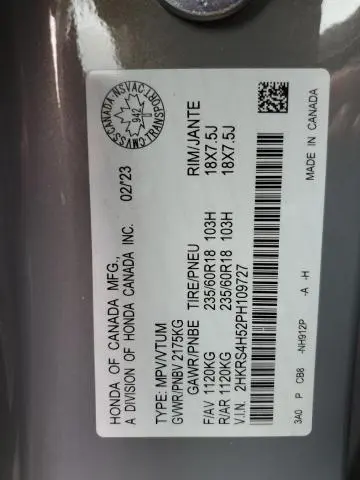 HONDA OF CANADA MFG.,
A DIVISION OF HONDA CANADA INC.
02/'23
CANADA NSVAC
942
CMVSS TRANSPORT
TYPE: MPV/VTUM
GVWR/PNBV 2175KG
GAWR/PNBE TIRE/PNEU RIM/JANTE
F/AV 1120KG 235/60R18 103H 18X7.5J
R/AR 1120KG 235/60R18 103H 18X7.5J
V.I.N. 2HKRS4H52PH109727
3A0 P CB8 -NH912P -A -H MADE IN CANADA